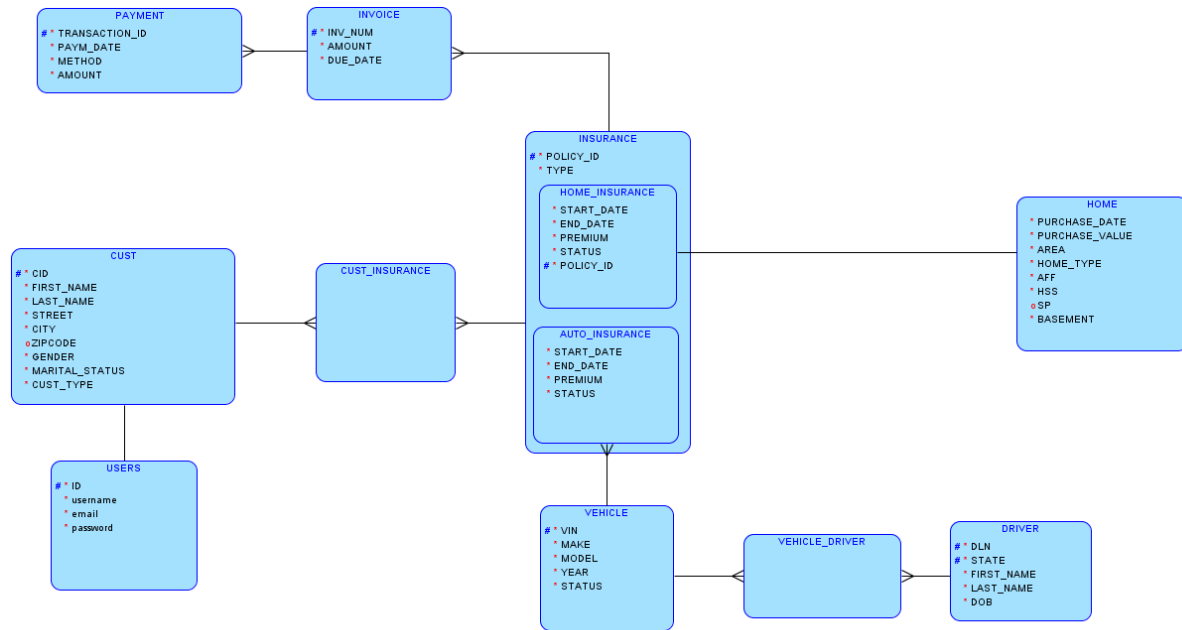 PAYMENT
# * TRANSACTION_ID
* PAYM_DATE
* METHOD
* AMOUNT
INVOICE
# * INV_NUM
* AMOUNT
* DUE_DATE
INSURANCE
# * POLICY_ID
* TYPE
HOME_INSURANCE
* START_DATE
* END_DATE
* PREMIUM
* STATUS
# * POLICY_ID
AUTO_INSURANCE
* START_DATE
* END_DATE
* PREMIUM
* STATUS
HOME
* PURCHASE_DATE
* PURCHASE_VALUE
* AREA
* HOME_TYPE
* AFF
* HSS
o SP
* BASEMENT
CUST
# * CID
* FIRST_NAME
* LAST_NAME
* STREET
* CITY
o ZIPCODE
* GENDER
* MARITAL_STATUS
* CUST_TYPE
CUST_INSURANCE
USERS
# * ID
* username
* email
* password
VEHICLE
# * VIN
* MAKE
* MODEL
* YEAR
* STATUS
VEHICLE_DRIVER
DRIVER
# * DLN
# * STATE
* FIRST_NAME
* LAST_NAME
* DOB